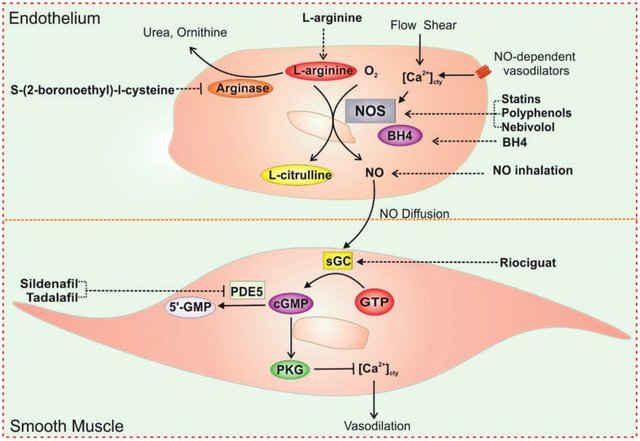 Endothelium
L-arginine
Flow Shear
Urea, Ornithine
NO-dependent
vasodilators
L-arginine
O₂
[Ca²⁺]cty
S-(2-boronoethyl)-l-cysteine
Arginase
Statins
NOS
Polyphenols
Nebivolol
BH4
BH4
L-citrulline
NO
NO inhalation
NO Diffusion
sGC
Riociguat
Sildenafil
Tadalafil
PDE5
5'-GMP
cGMP
GTP
PKG
[Ca²⁺]cty
Smooth Muscle
Vasodilation